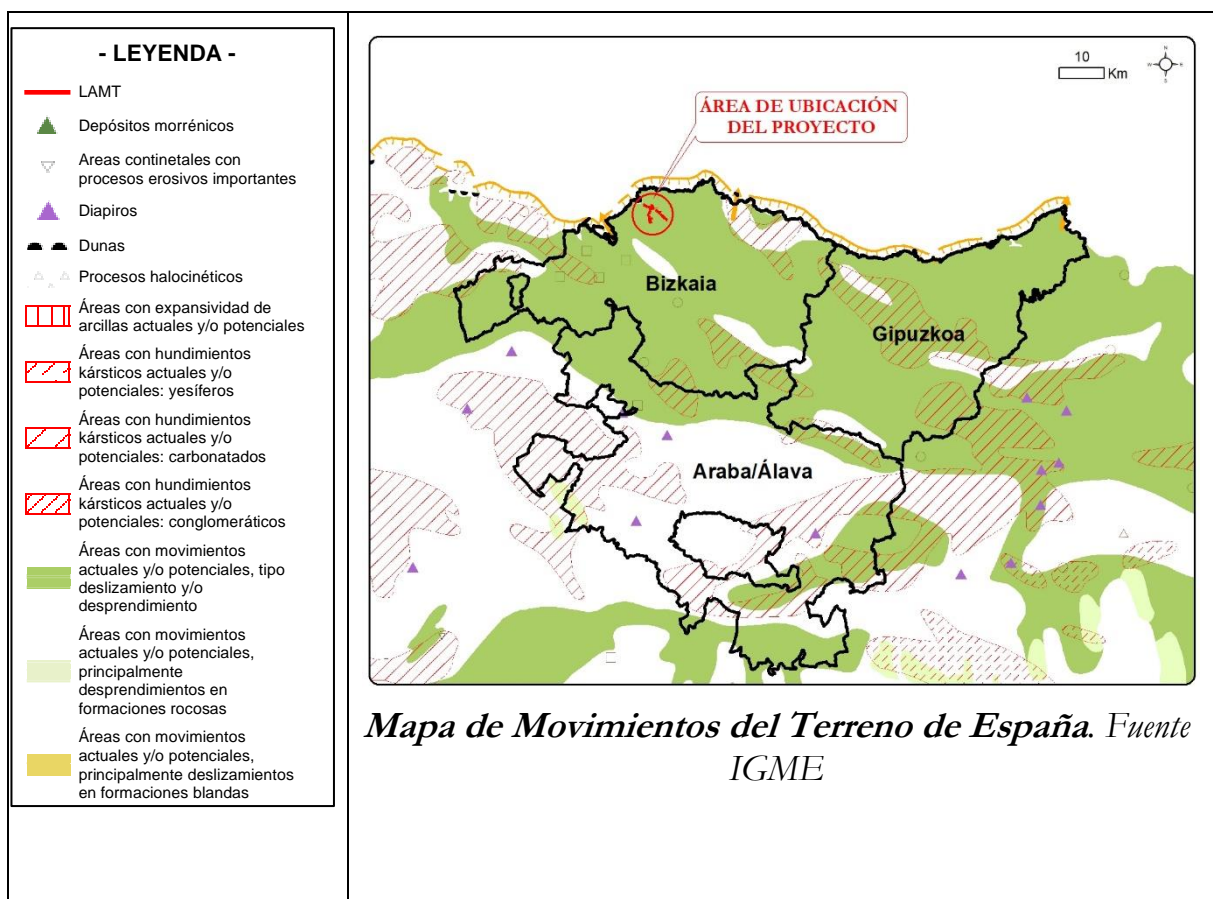 - LEYENDA -
LAMT
Depósitos morrénicos
Areas continetales con
procesos erosivos importantes
Diapiros
Dunas
Procesos halocinéticos
Áreas con expansividad de
arcillas actuales y/o potenciales
Áreas con hundimientos
kársticos actuales y/o
potenciales: yesíferos
Áreas con hundimientos
kársticos actuales y/o
potenciales: carbonatados
Áreas con hundimientos
kársticos actuales y/o
potenciales: conglomeráticos
Áreas con movimientos
actuales y/o potenciales, tipo
deslizamiento y/o
desprendimiento
Áreas con movimientos
actuales y/o potenciales,
principalmente
desprendimientos en
formaciones rocosas
Áreas con movimientos
actuales y/o potenciales,
principalmente deslizamientos
en formaciones blandas
10
Km
N
W E
S
ÁREA DE UBICACIÓN
DEL PROYECTO
Bizkaia
Gipuzkoa
Araba/Álava
Mapa de Movimientos del Terreno de España. Fuente
IGME